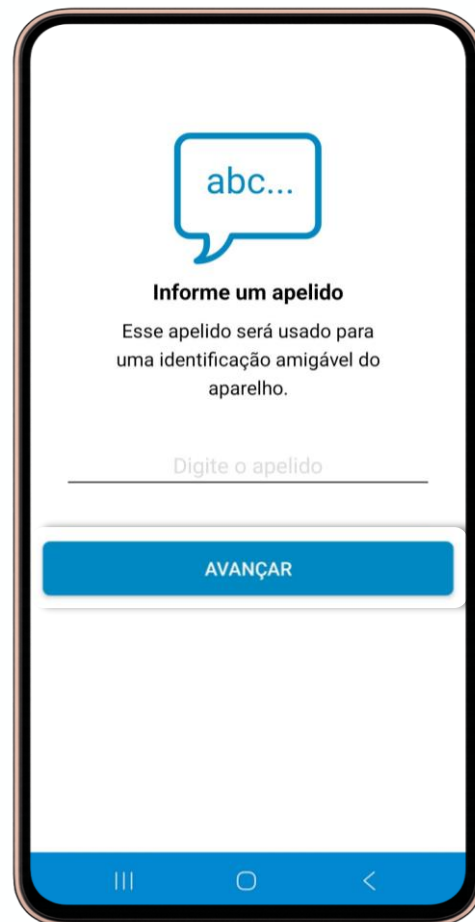 abc...
Informe um apelido
Esse apelido será usado para
uma identificação amigável do
aparelho.
Digite o apelido
AVANÇAR